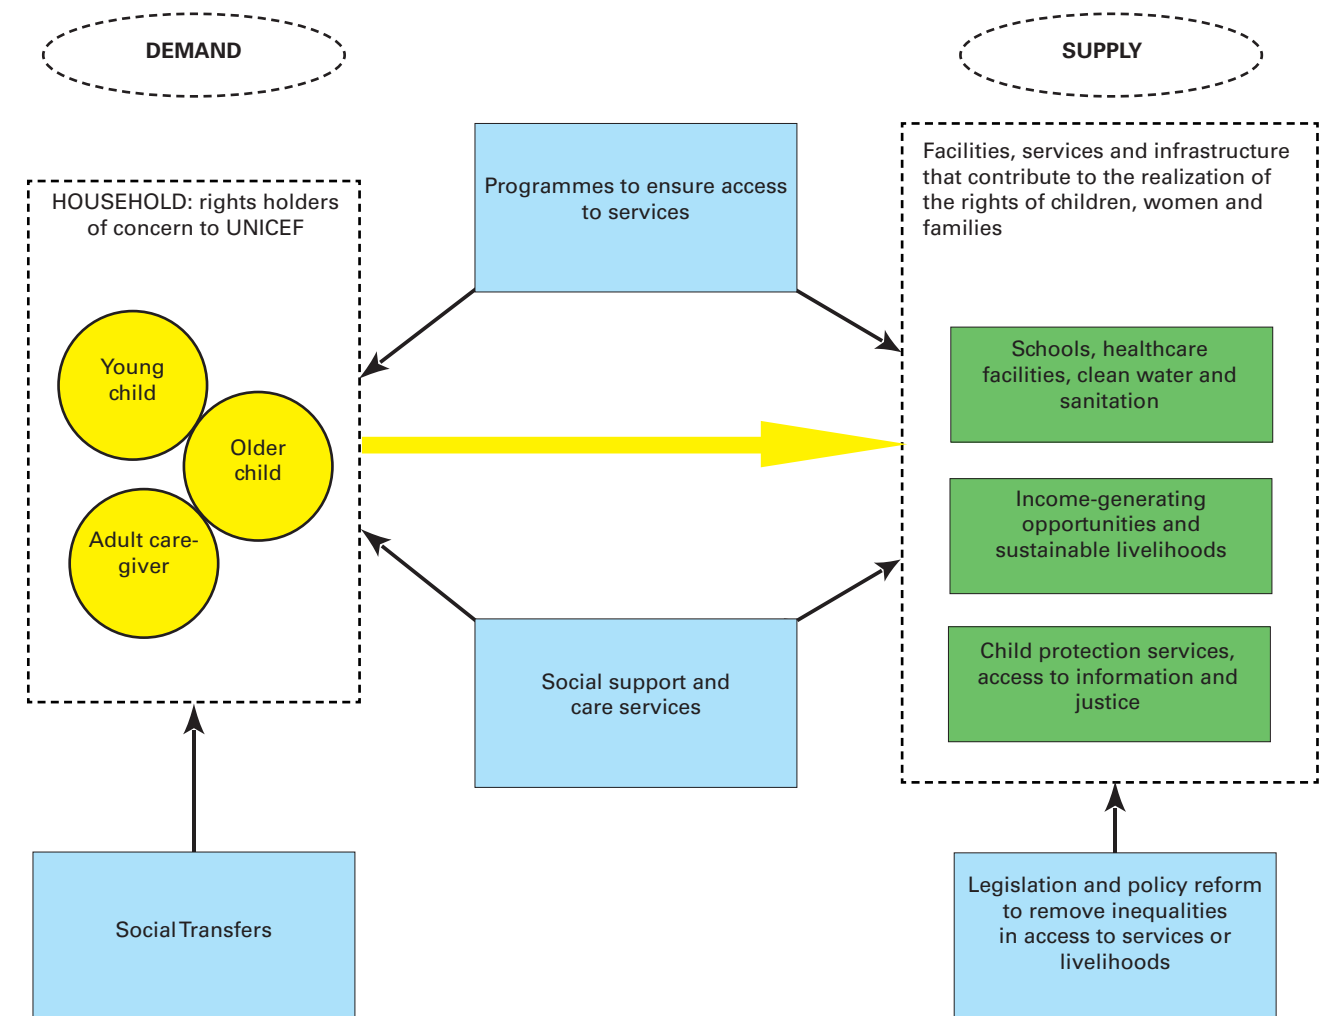 DEMAND
SUPPLY
Programmes to ensure access
to services
Facilities, services and infrastructure
that contribute to the realization of
the rights of children, women and
families
HOUSEHOLD: rights holders
of concern to UNICEF
Young
child
Older
child
Adult care-
giver
Schools, healthcare
facilities, clean water and
sanitation
Income-generating
opportunities and
sustainable livelihoods
Child protection services,
access to information and
justice
Social support and
care services
Social Transfers
Legislation and policy reform
to remove inequalities
in access to services or
livelihoods